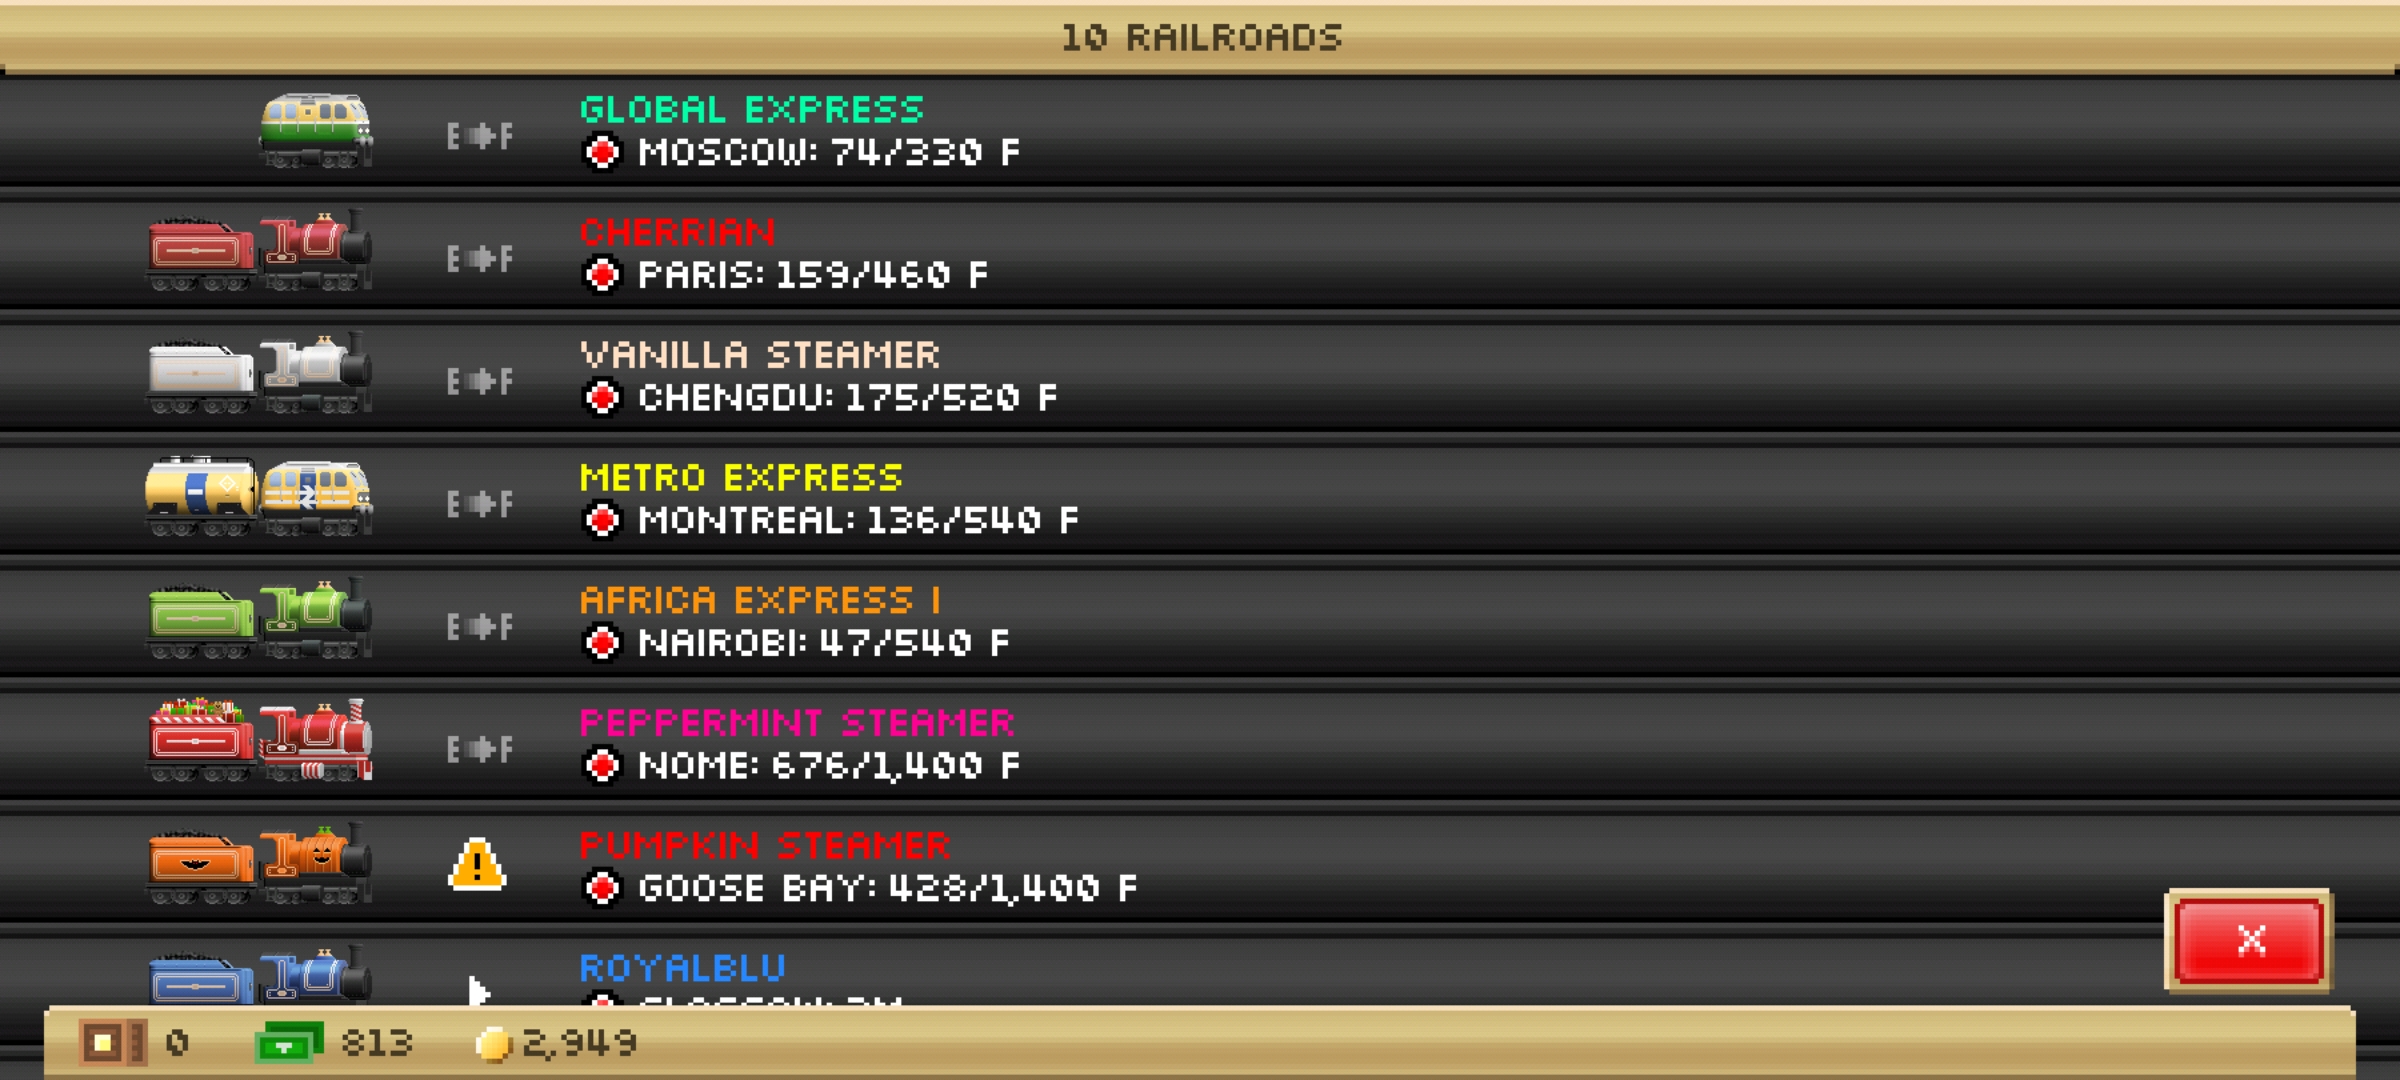 10 RAILROADS
GLOBAL EXPRESS
E F MOSCOW: 74/330 F
CHERRIAN
E F PARIS: 159/460 F
VANILLA STEAMER
E F CHENGDU: 175/520 F
METRO EXPRESS
E F MONTREAL: 136/540 F
AFRICA EXPRESS I
E F NAIROBI: 47/540 F
PEPPERMINT STEAMER
E F NOME: 676/1,400 F
PUMPKIN STEAMER
! GOOSE BAY: 428/1,400 F
ROYALBLU
X
0 813 2,949